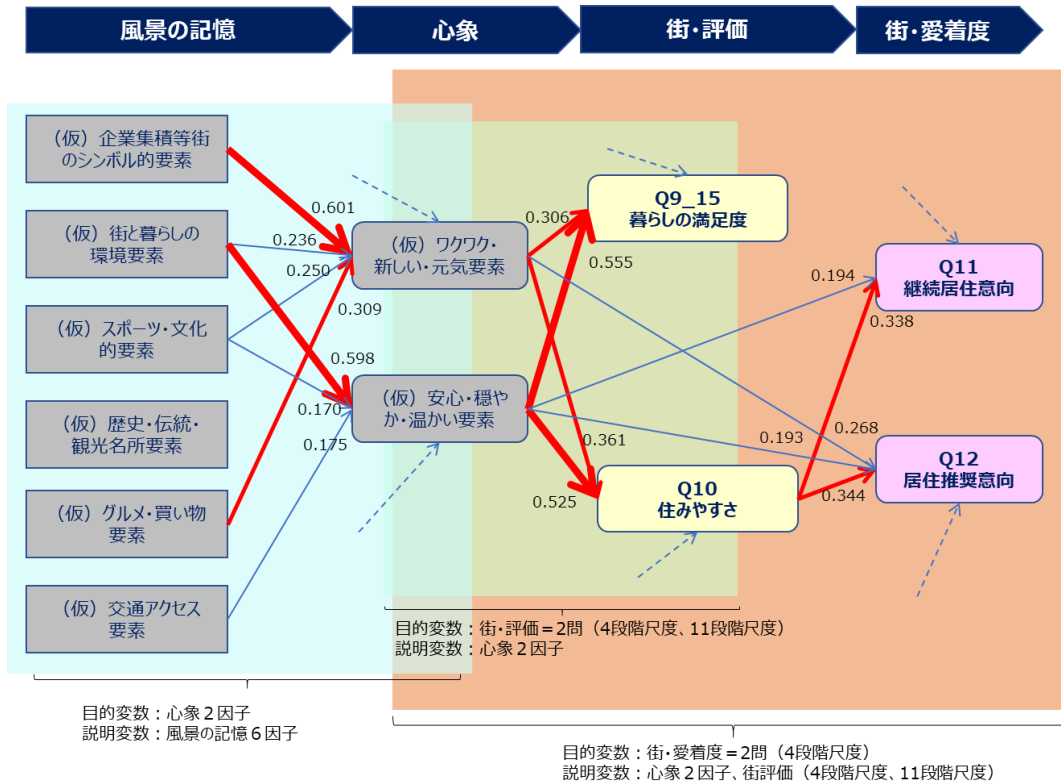 風景の記憶
心象
街・評価
街・愛着度
（仮）企業集積等街
のシンボル的要素
（仮）街と暮らしの
環境要素
（仮）スポーツ・文化
的要素
（仮）歴史・伝統・
観光名所要素
（仮）グルメ・買い物
要素
（仮）交通アクセス
要素
0.601
0.236
0.250
0.309
0.598
0.170
0.175
（仮）ワクワク・
新しい・元気要素
（仮）安心・穏や
か・温かい要素
0.306
0.555
0.361
0.525
Q9_15
暮らしの満足度
Q10
住みやすさ
0.194
0.338
0.268
0.193
0.344
Q11
継続居住意向
Q12
居住推奨意向
目的変数：街・評価＝2問（4段階尺度、11段階尺度）
説明変数：心象２因子
目的変数：心象２因子
説明変数：風景の記憶６因子
目的変数：街・愛着度＝2問（4段階尺度）
説明変数：心象２因子、街評価（4段階尺度、11段階尺度）